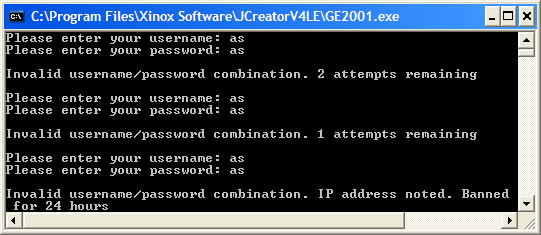 C:\Program Files\Xinox Software\JCreatorV4LE\GE2001.exe
Please enter your username: as
Please enter your password: as
Invalid username/password combination. 2 attempts remaining
Please enter your username: as
Please enter your password: as
Invalid username/password combination. 1 attempts remaining
Please enter your username: as
Please enter your password: as
Invalid username/password combination. IP address noted. Banned
for 24 hours